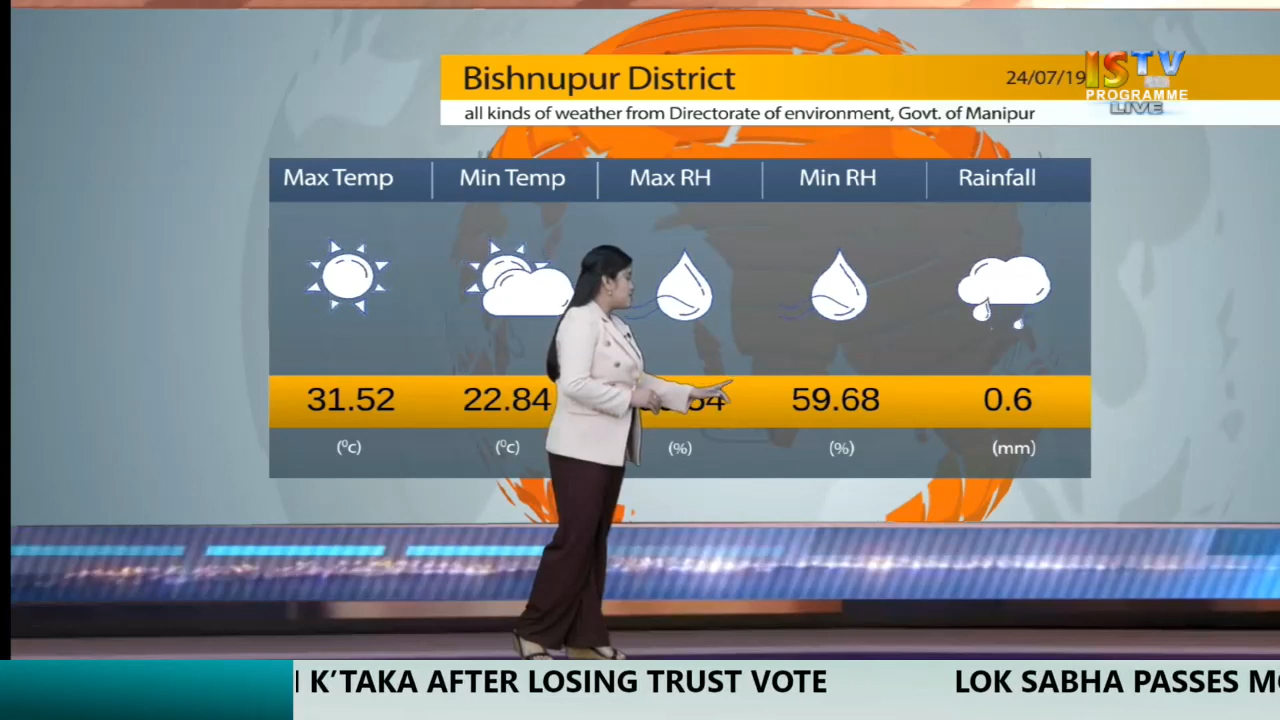 Bishnupur District
24/07/19
ISTV
PROGRAMME
LIVE
all kinds of weather from Directorate of environment, Govt. of Manipur
Max Temp Min Temp Max RH Min RH Rainfall
31.52 22.84 59.68 0.6
(⁰c) (⁰c) (%) (%) (mm)
K'TAKA AFTER LOSING TRUST VOTE LOK SABHA PASSES